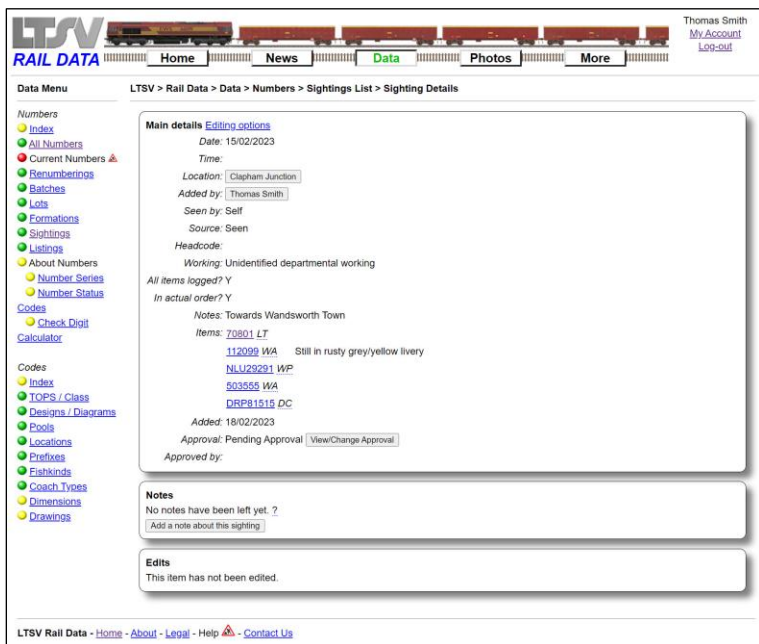 LTSV
RAIL DATA
Home
News
Data
Photos
More
Thomas Smith
My Account
Log-out
Data Menu
Numbers
Index
All Numbers
Current Numbers
Renumberings
Batches
Lots
Formations
Sightings
Listings
About Numbers
Number Series
Number Status
Codes
Check Digit
Calculator
Codes
Index
TOPS / Class
Designs / Diagrams
Pools
Locations
Prefixes
Fishkinds
Coach Types
Dimensions
Drawings
LTSV > Rail Data > Data > Numbers > Sightings List > Sighting Details
Main details Editing options
Date: 15/02/2023
Time:
Location: Clapham Junction
Added by: Thomas Smith
Seen by: Self
Source: Seen
Headcode:
Working: Unidentified departmental working
All items logged? Y
In actual order? Y
Notes: Towards Wandsworth Town
Items: 70801 LT
112099 WA Still in rusty grey/yellow livery
NLU29291 WP
503555 WA
DRP81515 DC
Added: 18/02/2023
Approval: Pending Approval View/Change Approval
Approved by:
Notes
No notes have been left yet. ?
Add a note about this sighting
Edits
This item has not been edited.
LTSV Rail Data - Home - About - Legal - Help - Contact Us